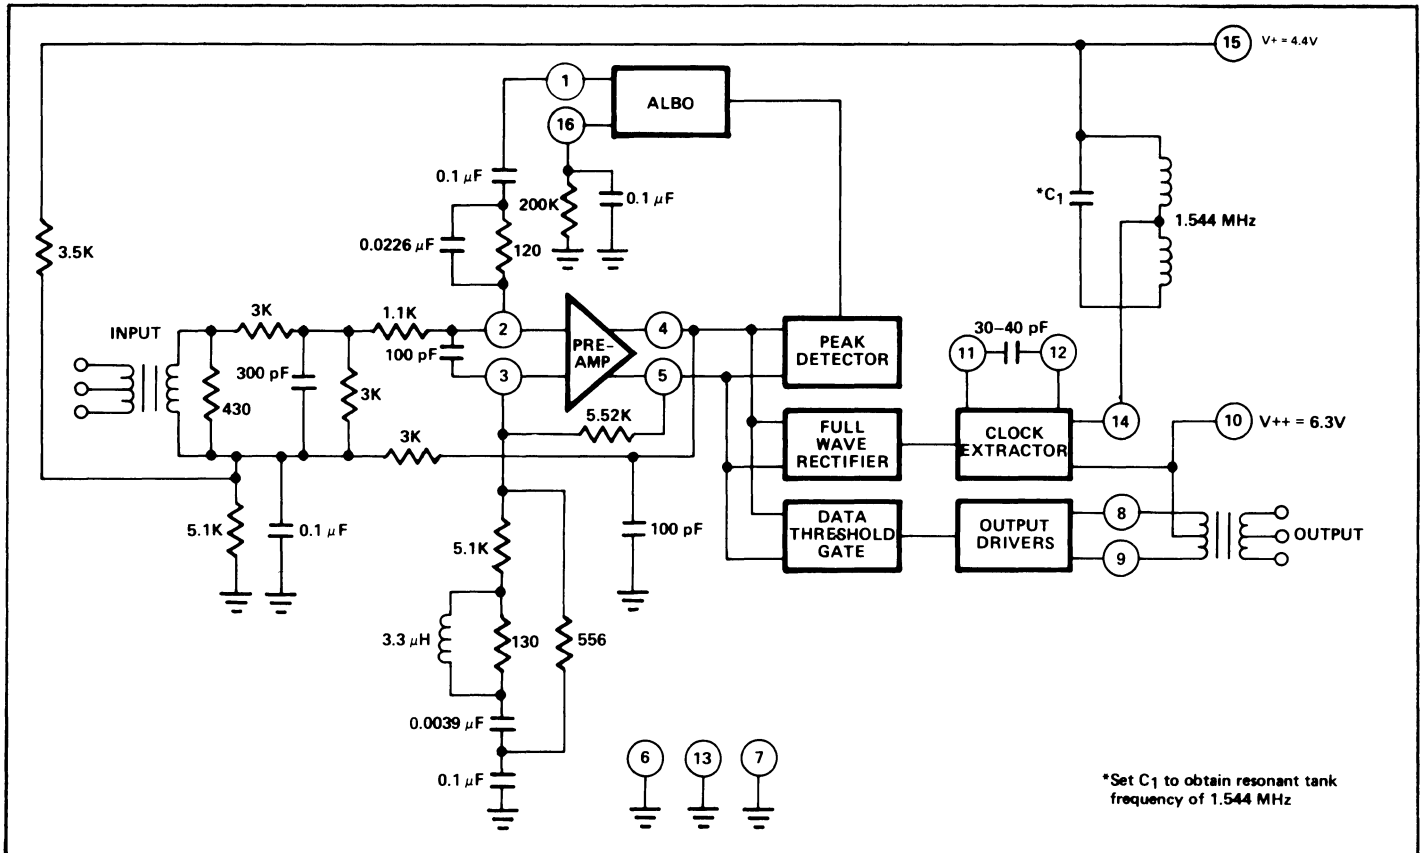 15 V+ = 4.4V
1
ALBO
16
0.1 µF
200K
0.1 µF
*C1
1.544 MHz
3.5K
0.0226 µF
120
INPUT
3K
1.1K
2
4
100 pF
PRE-
AMP
PEAK
DETECTOR
30–40 pF
11
12
300 pF
3
5
430
3K
5.52K
FULL
WAVE
RECTIFIER
CLOCK
EXTRACTOR
14
10 V++ = 6.3V
3K
5.1K
0.1 µF
5.1K
100 pF
DATA
THRESHOLD
GATE
OUTPUT
DRIVERS
8
9
OUTPUT
3.3 µH
130
556
0.0039 µF
0.1 µF
6
13
7
*Set C1 to obtain resonant tank
frequency of 1.544 MHz